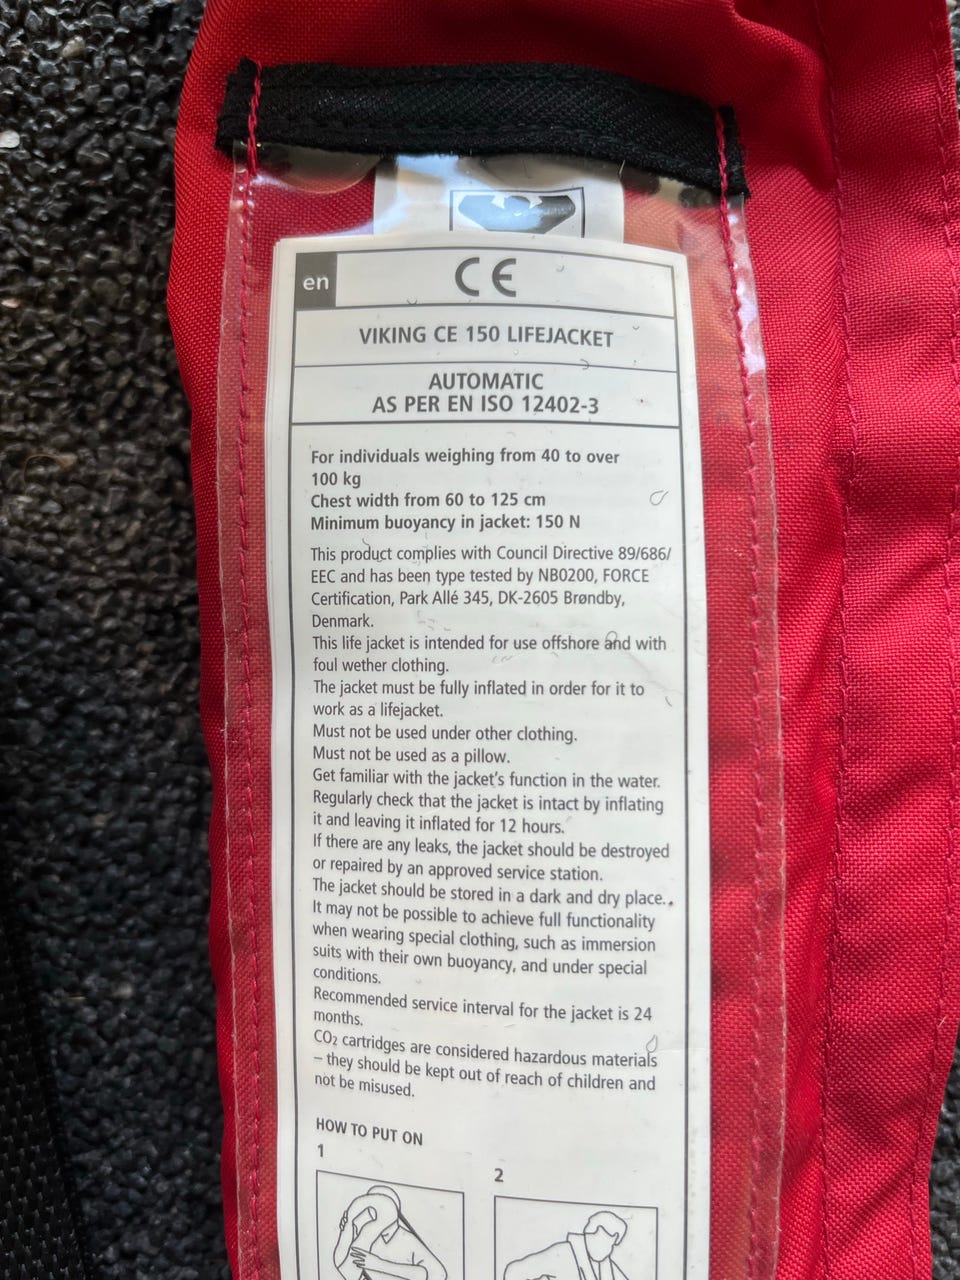 en
CE
VIKING CE 150 LIFEJACKET
AUTOMATIC
AS PER EN ISO 12402-3
For individuals weighing from 40 to over
100 kg
Chest width from 60 to 125 cm
Minimum buoyancy in jacket: 150 N
This product complies with Council Directive 89/686/
EEC and has been type tested by NB0200, FORCE
Certification, Park Allé 345, DK-2605 Brøndby,
Denmark.
This life jacket is intended for use offshore and with
foul wether clothing.
The jacket must be fully inflated in order for it to
work as a lifejacket.
Must not be used under other clothing.
Must not be used as a pillow.
Get familiar with the jacket's function in the water.
Regularly check that the jacket is intact by inflating
it and leaving it inflated for 12 hours.
If there are any leaks, the jacket should be destroyed
or repaired by an approved service station.
The jacket should be stored in a dark and dry place.
It may not be possible to achieve full functionality
when wearing special clothing, such as immersion
suits with their own buoyancy, and under special
conditions.
Recommended service interval for the jacket is 24
months.
CO₂ cartridges are considered hazardous materials
– they should be kept out of reach of children and
not be misused.
HOW TO PUT ON
1
2